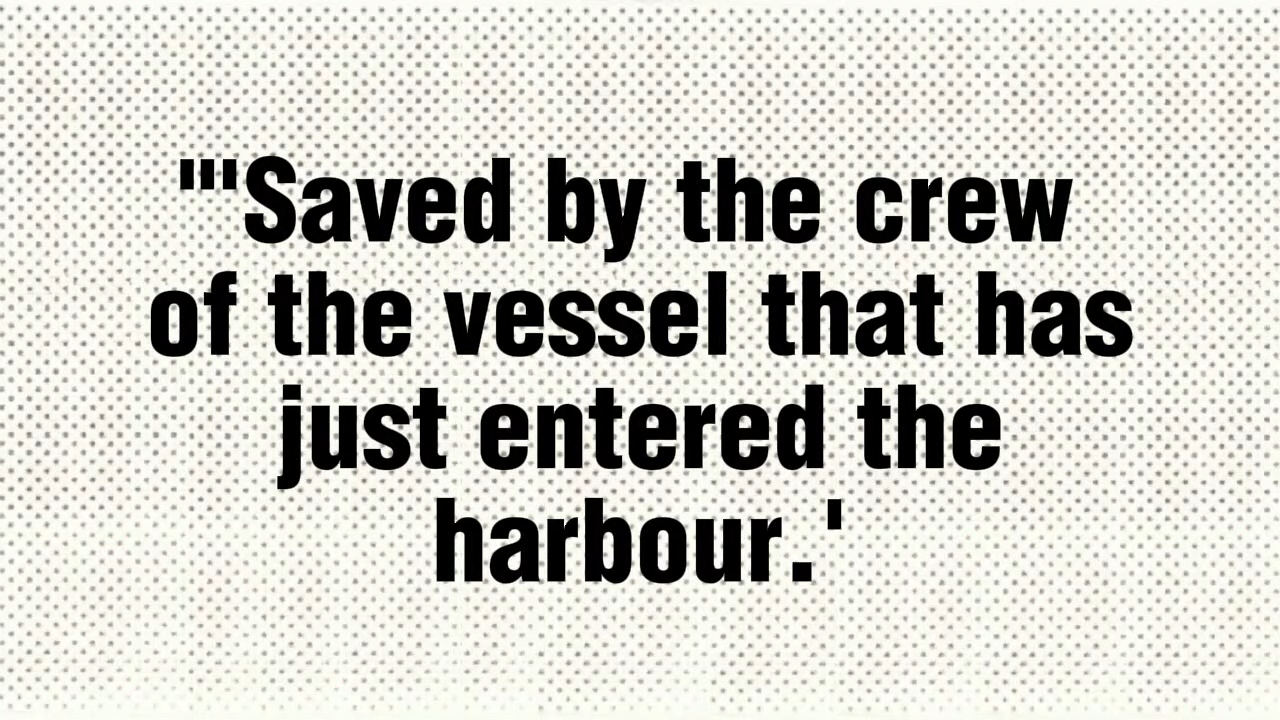 "'Saved by the crew
of the vessel that has
just entered the
harbour.'